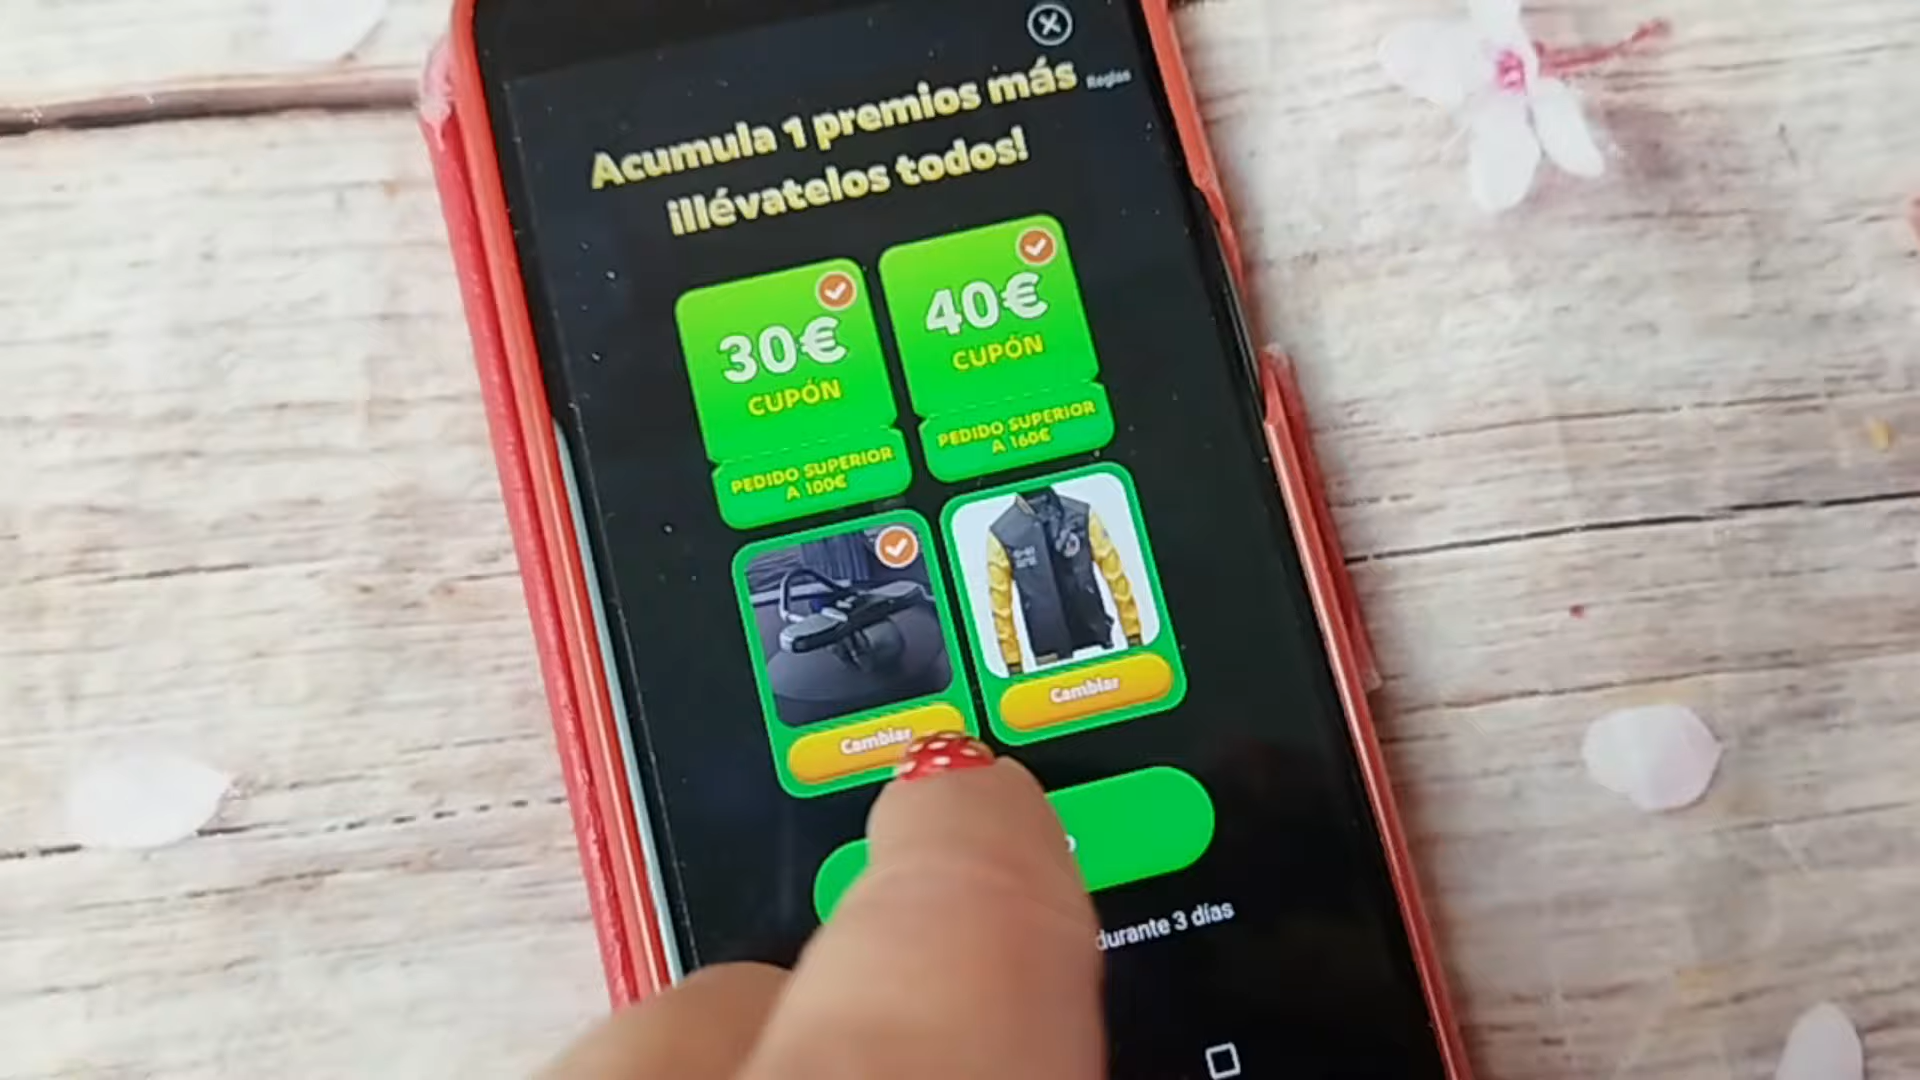 Acumula 1 premios más
Reglas
¡llévatelos todos!
30€
CUPÓN
PEDIDO SUPERIOR
A 100€
40€
CUPÓN
PEDIDO SUPERIOR
A 160€
Cambiar
Cambiar
durante 3 días